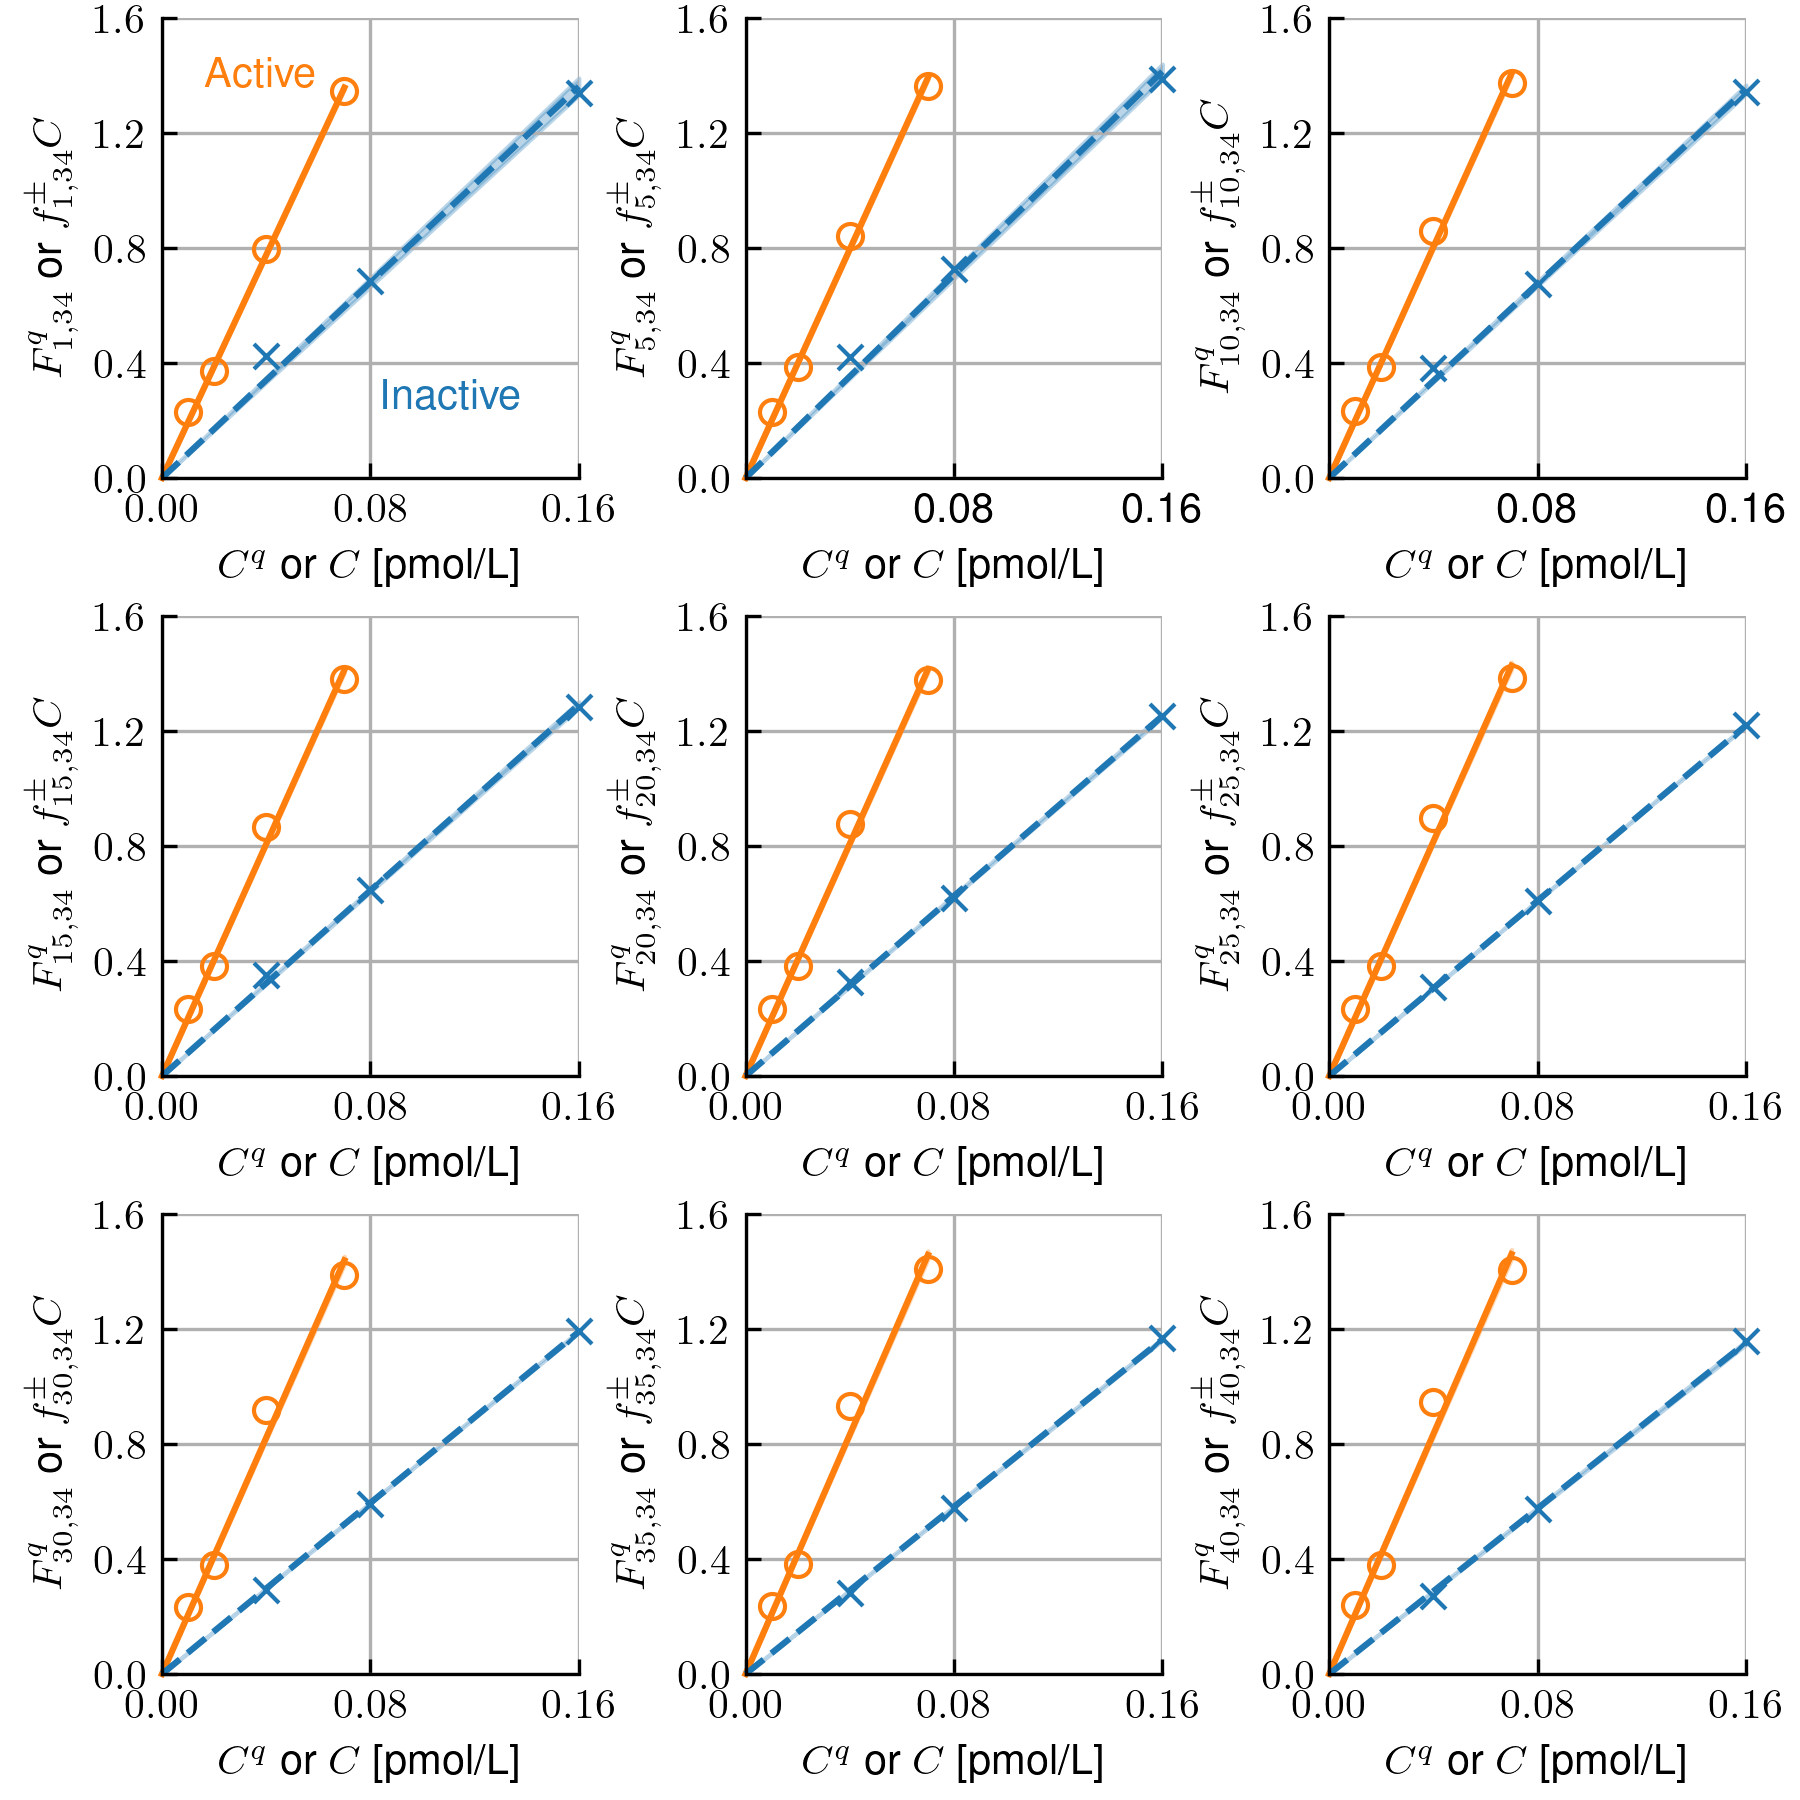 1.6
1.2
0.8
0.4
0.0
0.00 0.08 0.16
Active
Inactive
F^q_{1,34} or f^±_{1,34}C
C^q or C [pmol/L]
1.6
1.2
0.8
0.4
0.0
0.08 0.16
F^q_{5,34} or f^±_{5,34}C
C^q or C [pmol/L]
1.6
1.2
0.8
0.4
0.0
0.08 0.16
F^q_{10,34} or f^±_{10,34}C
C^q or C [pmol/L]
1.6
1.2
0.8
0.4
0.0
0.00 0.08 0.16
F^q_{15,34} or f^±_{15,34}C
C^q or C [pmol/L]
1.6
1.2
0.8
0.4
0.0
0.00 0.08 0.16
F^q_{20,34} or f^±_{20,34}C
C^q or C [pmol/L]
1.6
1.2
0.8
0.4
0.0
0.00 0.08 0.16
F^q_{25,34} or f^±_{25,34}C
C^q or C [pmol/L]
1.6
1.2
0.8
0.4
0.0
0.00 0.08 0.16
F^q_{30,34} or f^±_{30,34}C
C^q or C [pmol/L]
1.6
1.2
0.8
0.4
0.0
0.00 0.08 0.16
F^q_{35,34} or f^±_{35,34}C
C^q or C [pmol/L]
1.6
1.2
0.8
0.4
0.0
0.00 0.08 0.16
F^q_{40,34} or f^±_{40,34}C
C^q or C [pmol/L]